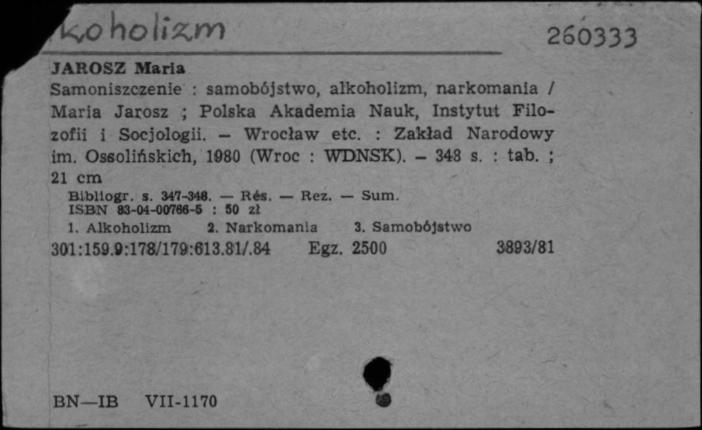 koholizm
260333
JAROSZ Maria
Samoniszczenie : samobójstwo, alkoholizm, narkomania /
Maria Jarosz ; Polska Akademia Nauk, Instytut Filo-
zofii i Socjologii. — Wrocław etc. : Zakład Narodowy
im. Ossolińskich, 1980 (Wroc : WDNSK). — 348 s. : tab. ;
21 cm
Bibliogr. s. 347-348. — Rés. — Rez. — Sum.
ISBN 83-04-00766-5 : 50 zł
1. Alkoholizm 2. Narkomania 3. Samobójstwo
301:159.9:178/179:613.81/.84 Egz. 2500 3893/81
BN—IB VII-1170